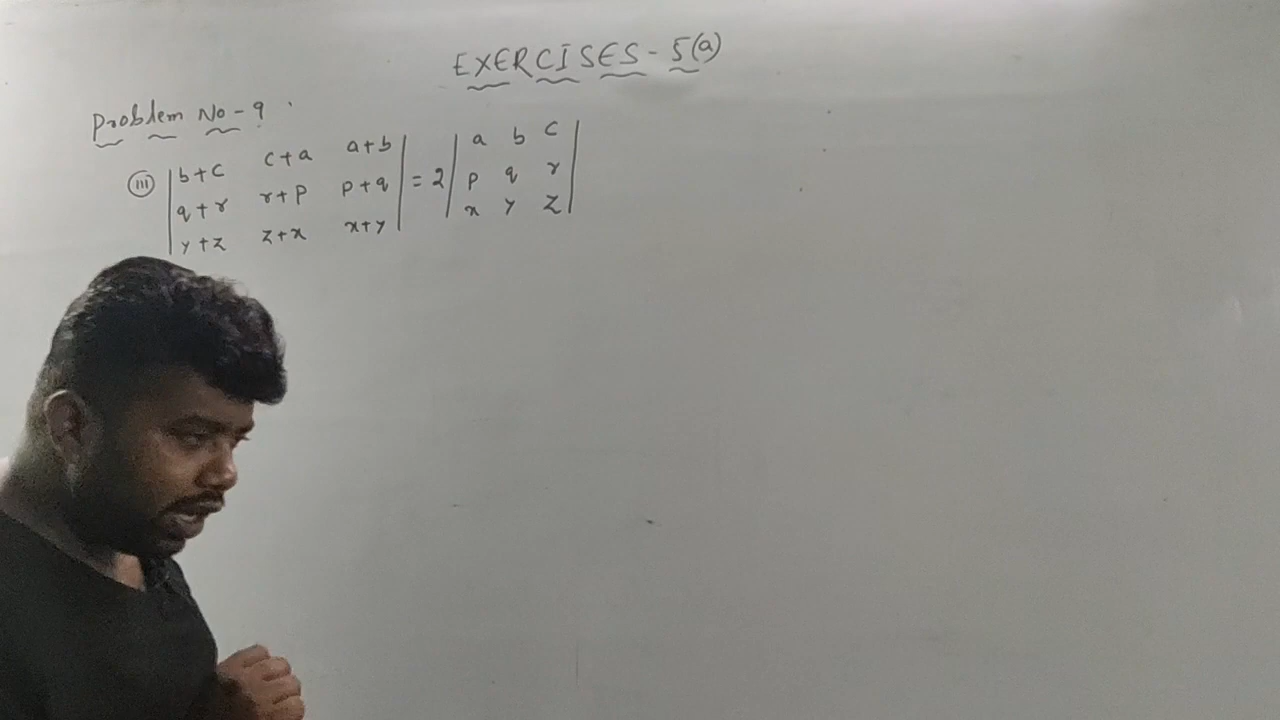 EXERCISES - 5(a)
Problem No - 9
(iii) | b+c c+a a+b | = 2 | a b c |
| q+r r+p p+q | | p q r |
| y+z z+x x+y | | x y z |